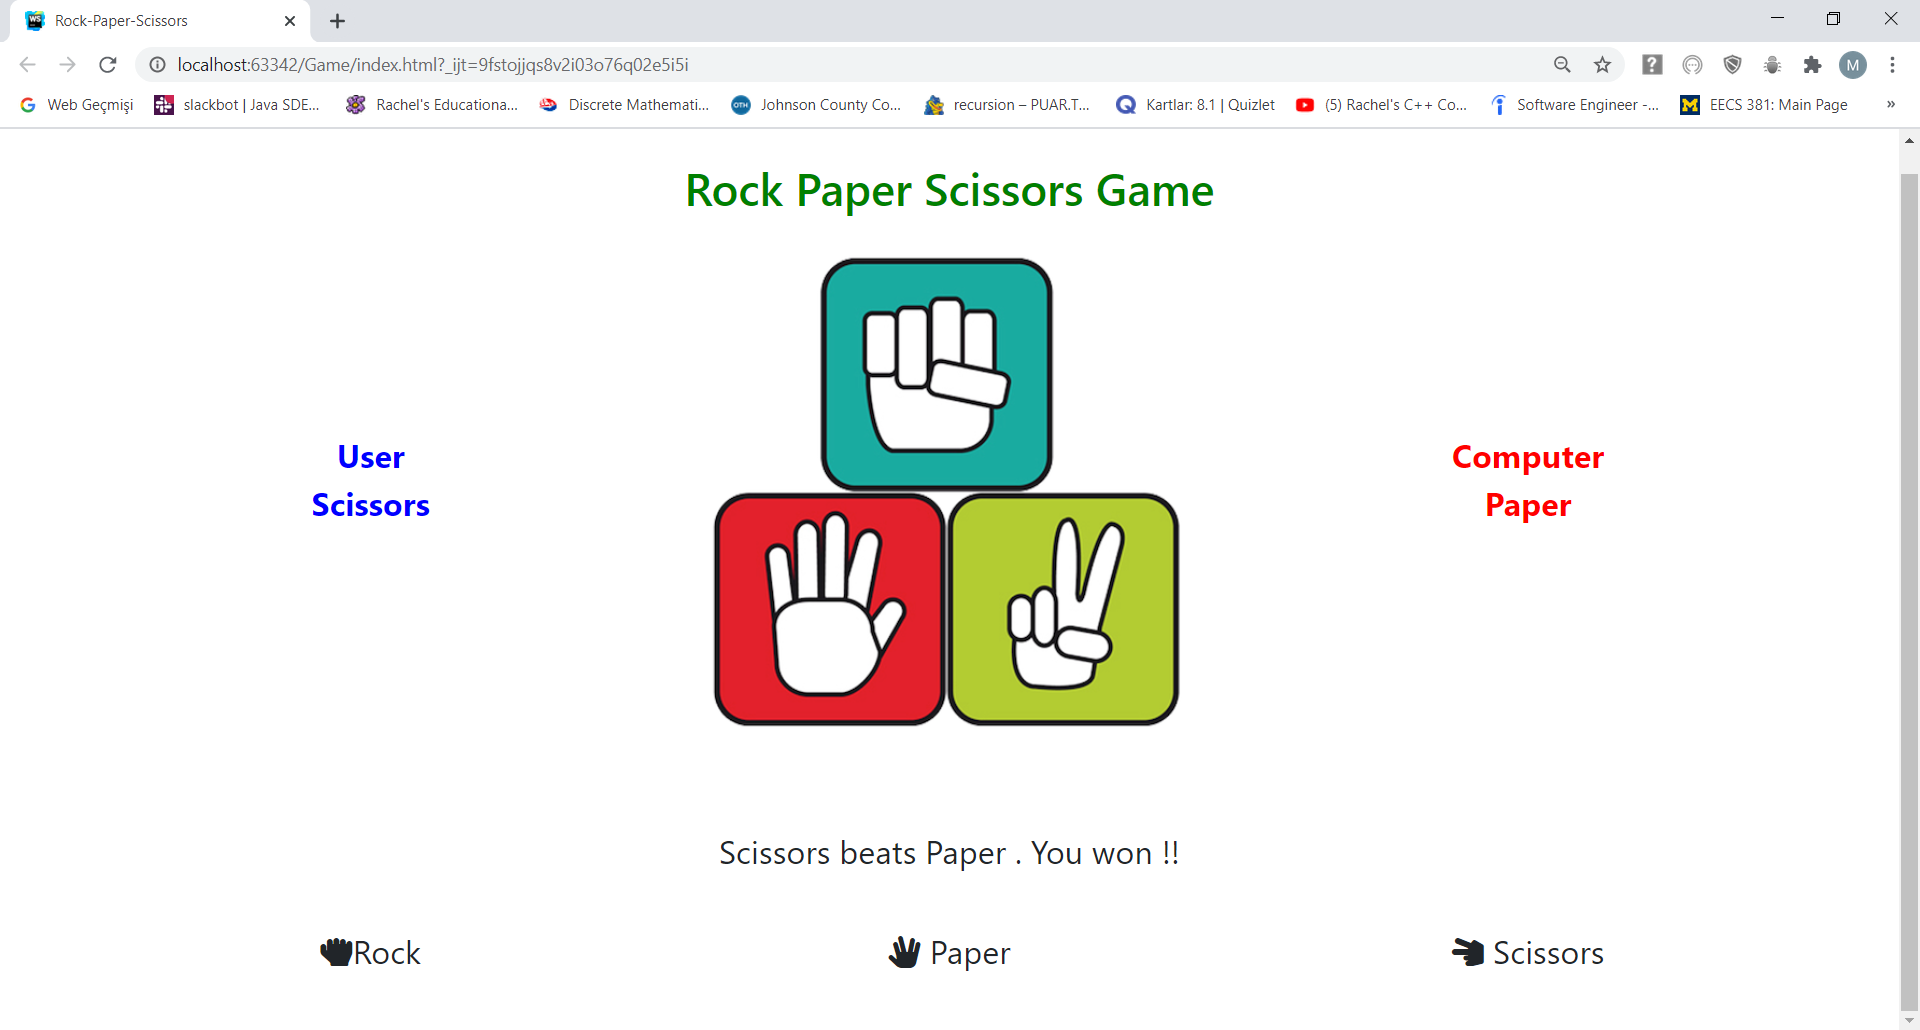 Rock-Paper-Scissors
localhost:63342/Game/index.html?_ijt=9fstojjqs8v2i03o76q02e5i5i
M
Web Geçmişi
slackbot | Java SDE...
Rachel's Educationa...
Discrete Mathemati...
OTH
Johnson County Co...
recursion – PUAR.T...
Kartlar: 8.1 | Quizlet
(5) Rachel's C++ Co...
Software Engineer -...
M
EECS 381: Main Page
»
Rock Paper Scissors Game
User
Scissors
Computer
Paper
Scissors beats Paper . You won !!
Rock
Paper
Scissors